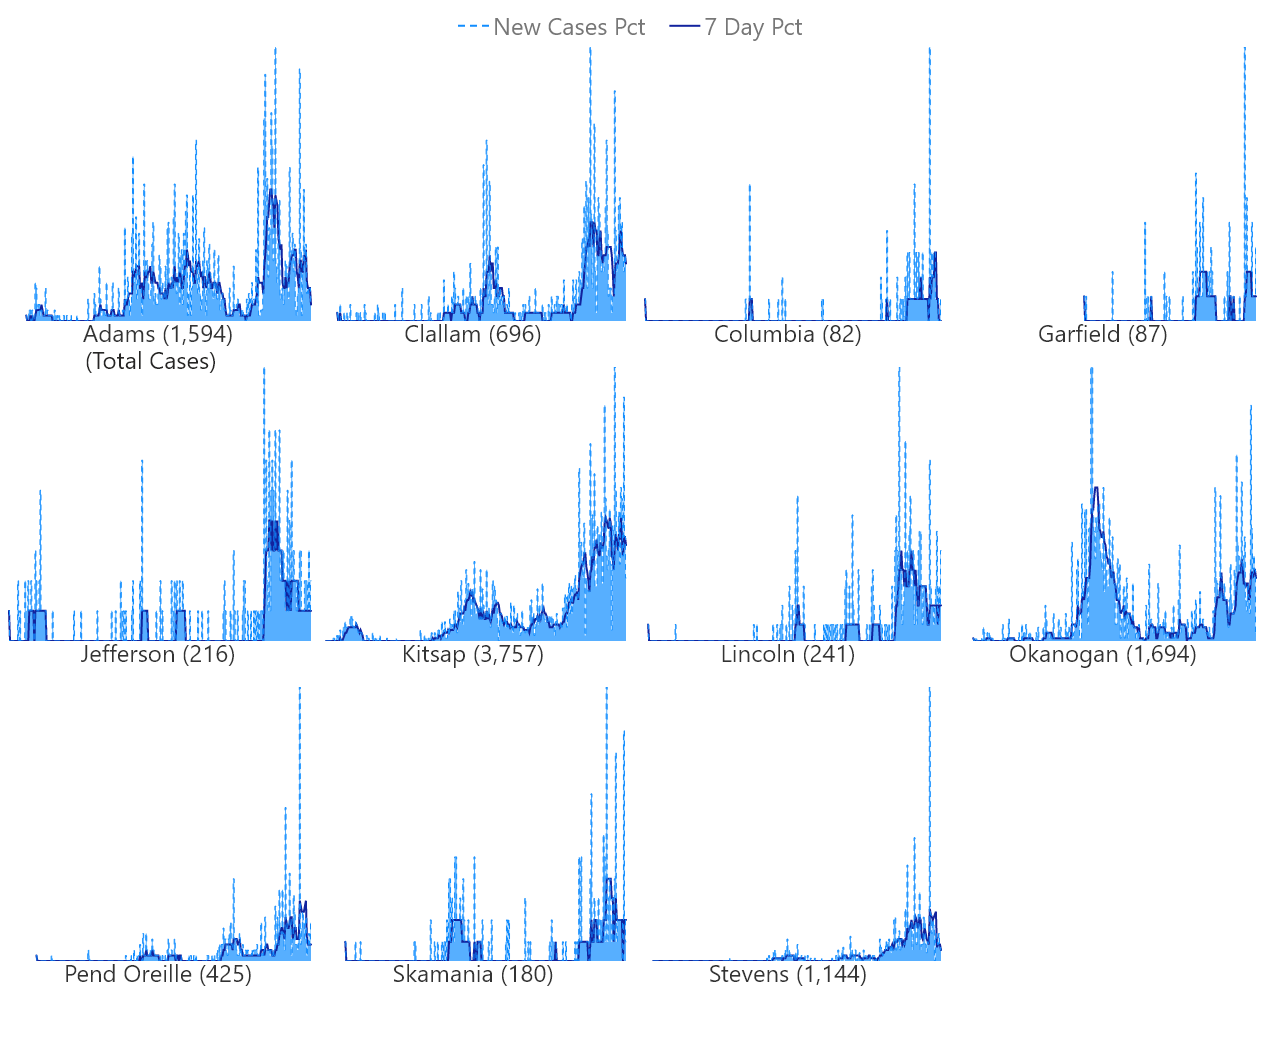 New Cases Pct 7 Day Pct
Adams (1,594) Clallam (696) Columbia (82) Garfield (87)
(Total Cases)
Jefferson (216) Kitsap (3,757) Lincoln (241) Okanogan (1,694)
Pend Oreille (425) Skamania (180) Stevens (1,144)